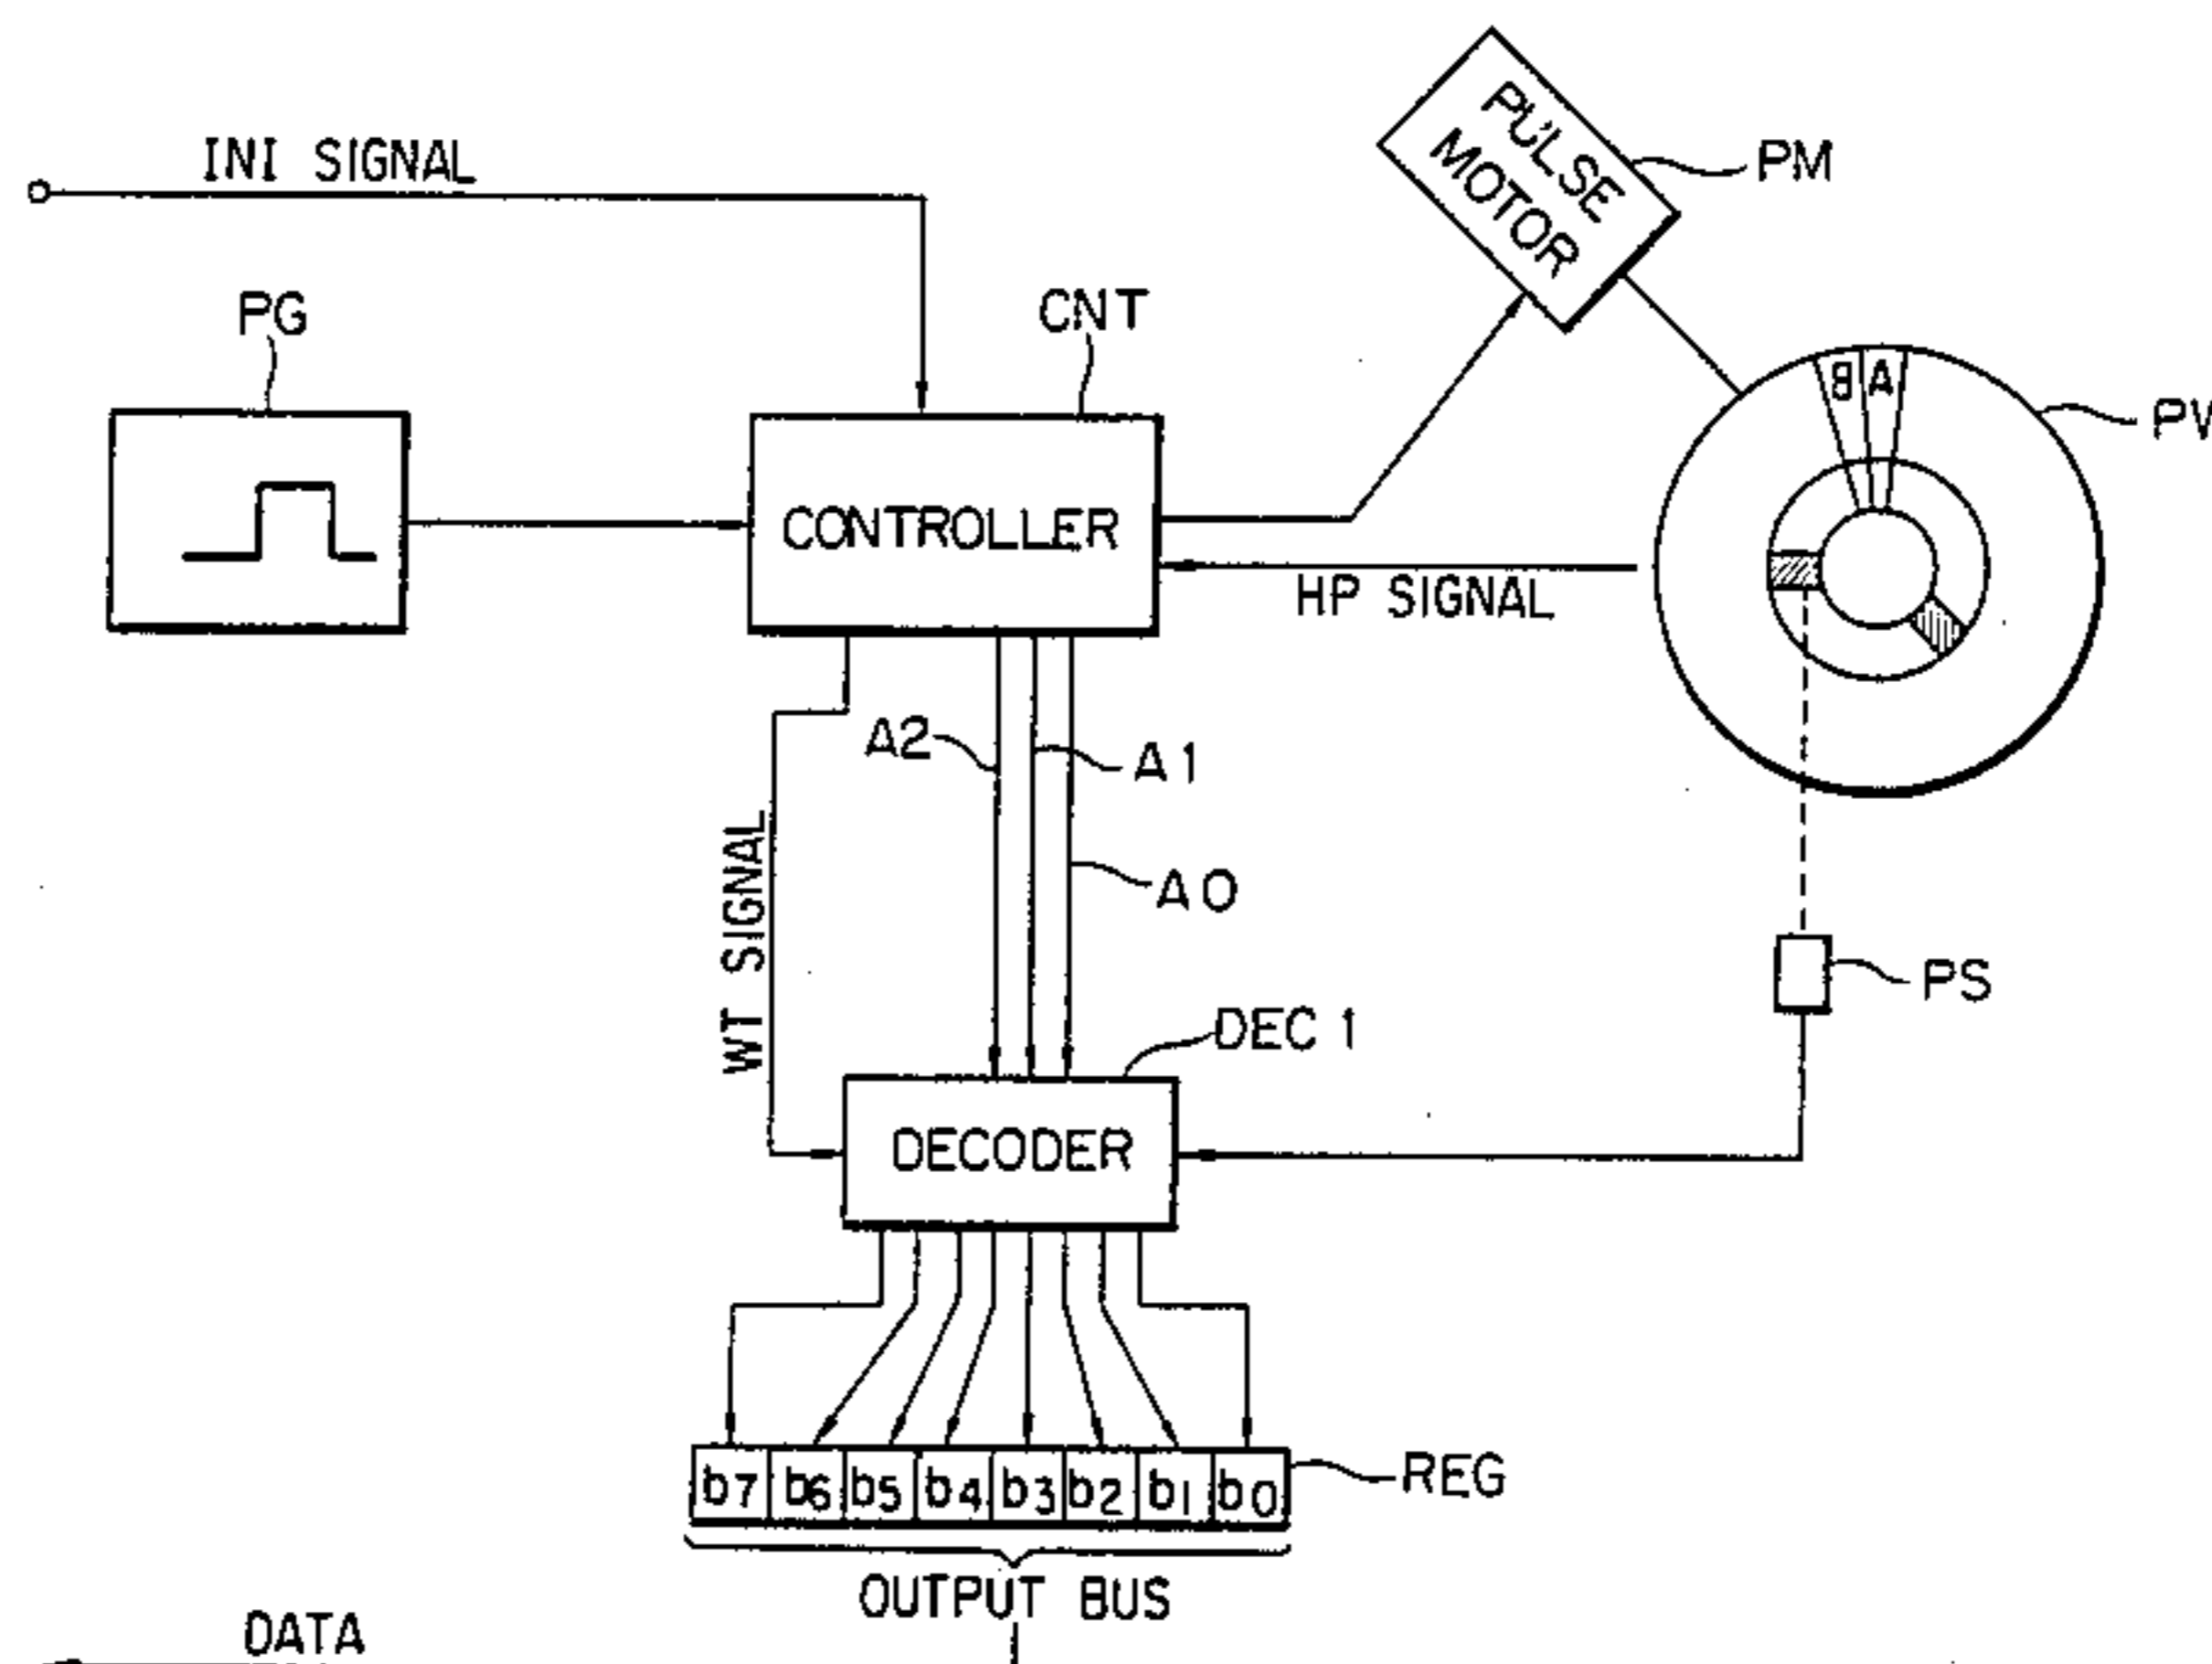 INI SIGNAL
PULSE
MOTOR
PM
PG
CNT
B A
CONTROLLER
HP SIGNAL
A2
A1
A0
WT SIGNAL
PS
DEC 1
DECODER
b7 b6 b5 b4 b3 b2 b1 b0
REG
OUTPUT BUS
DATA